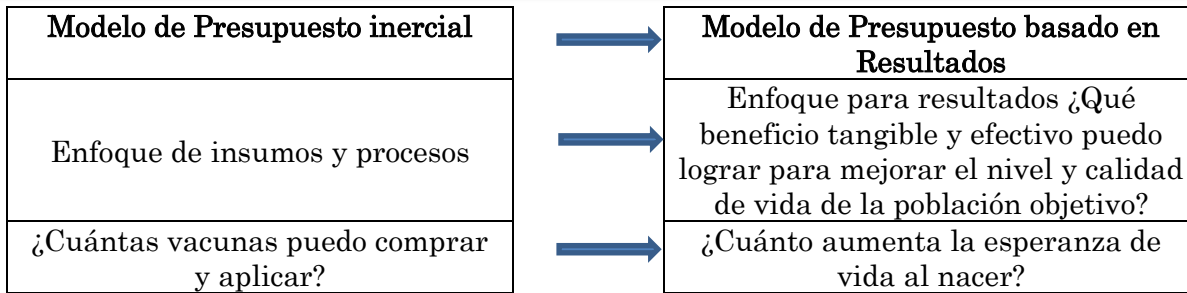 Modelo de Presupuesto inercial
Modelo de Presupuesto basado en
Resultados
Enfoque de insumos y procesos
Enfoque para resultados ¿Qué
beneficio tangible y efectivo puedo
lograr para mejorar el nivel y calidad
de vida de la población objetivo?
¿Cuántas vacunas puedo comprar
y aplicar?
¿Cuánto aumenta la esperanza de
vida al nacer?